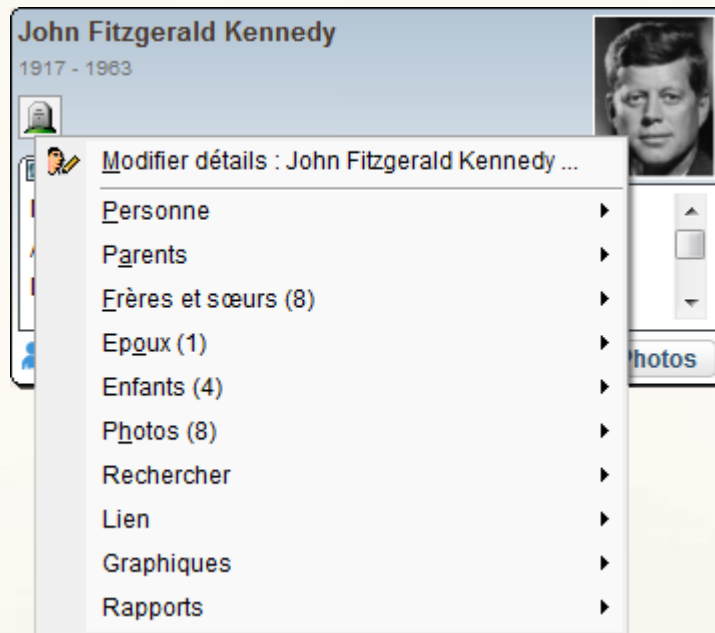 John Fitzgerald Kennedy
1917 - 1963
Modifier détails : John Fitzgerald Kennedy ...
Personne
Parents
Frères et sœurs (8)
Epoux (1)
Enfants (4)
Photos (8)
Rechercher
Lien
Graphiques
Rapports
Photos